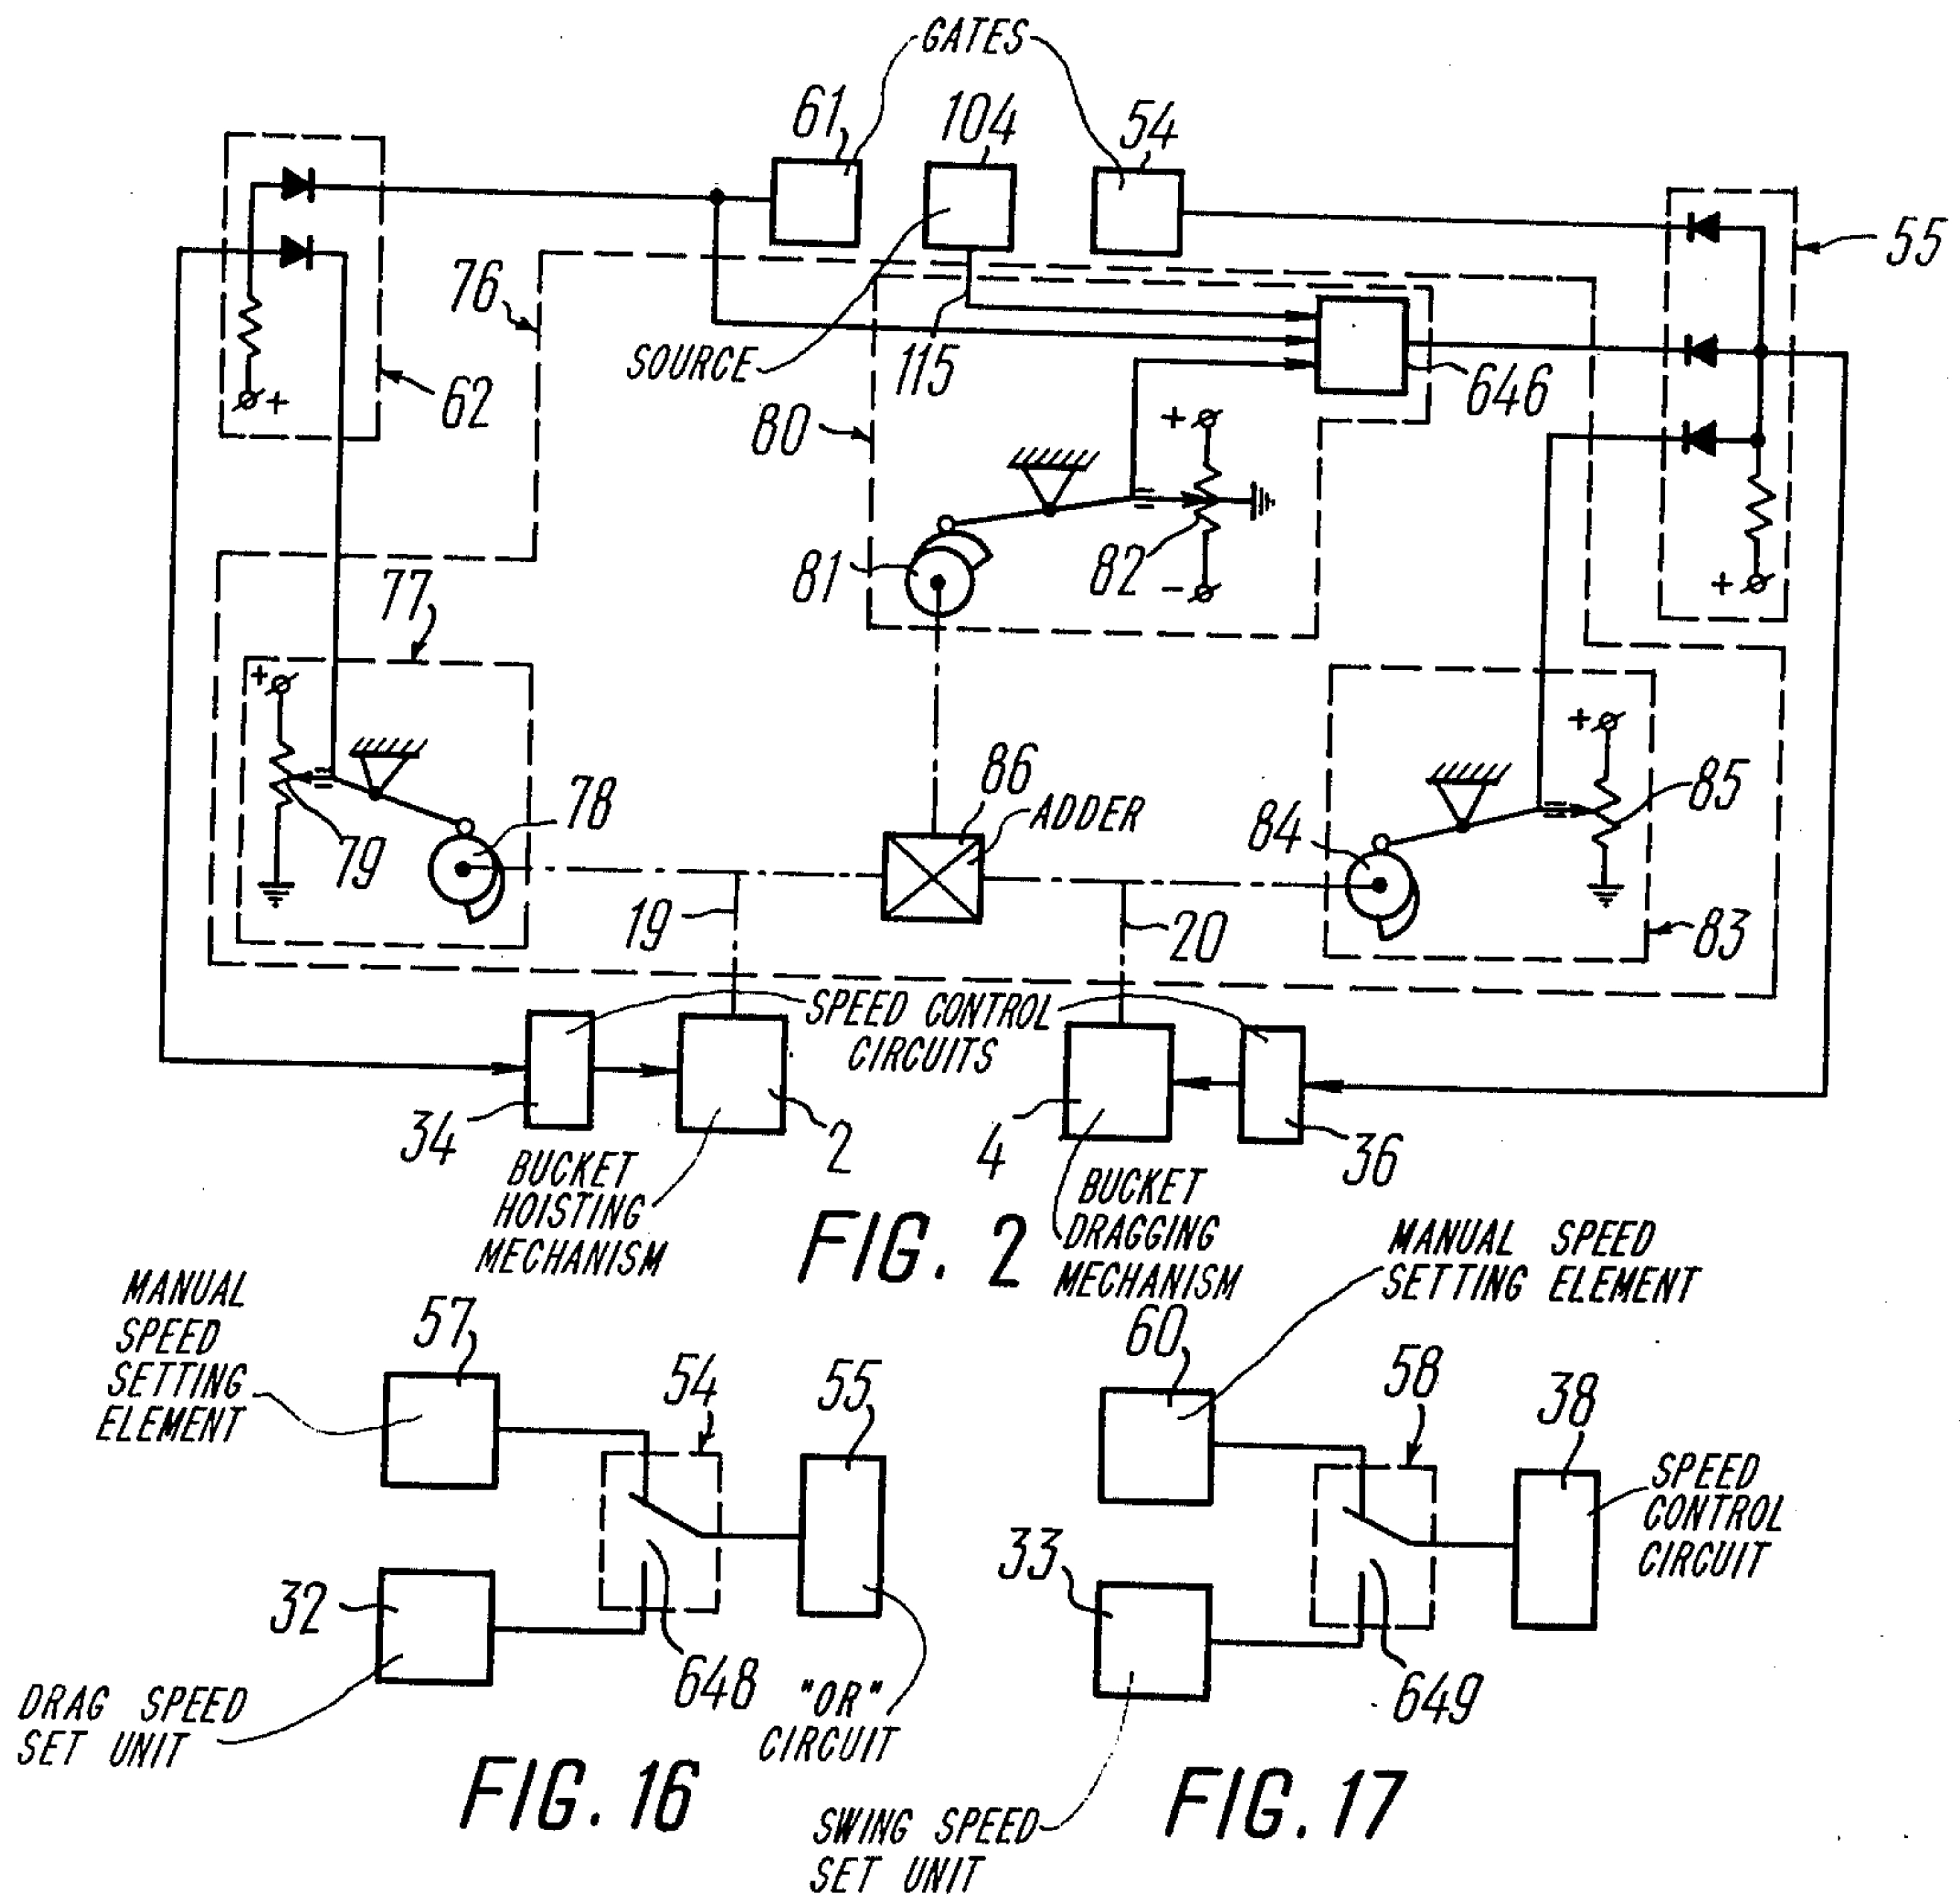 GATES
61
104
54
55
76
SOURCE
115
646
62
80
+
+
81
82
-
+
77
+
86
ADDER
+
85
78
84
79
19
20
83
SPEED CONTROL
CIRCUITS
34
2
4
36
BUCKET
HOISTING
MECHANISM
BUCKET
DRAGGING
MECHANISM
FIG. 2
MANUAL SPEED
SETTING ELEMENT
MANUAL
SPEED
SETTING
ELEMENT
57
54
55
32
648
DRAG SPEED
SET UNIT
"OR"
CIRCUIT
FIG. 16
60
58
38
33
SPEED
CONTROL
CIRCUIT
649
SWING SPEED
SET UNIT
FIG. 17